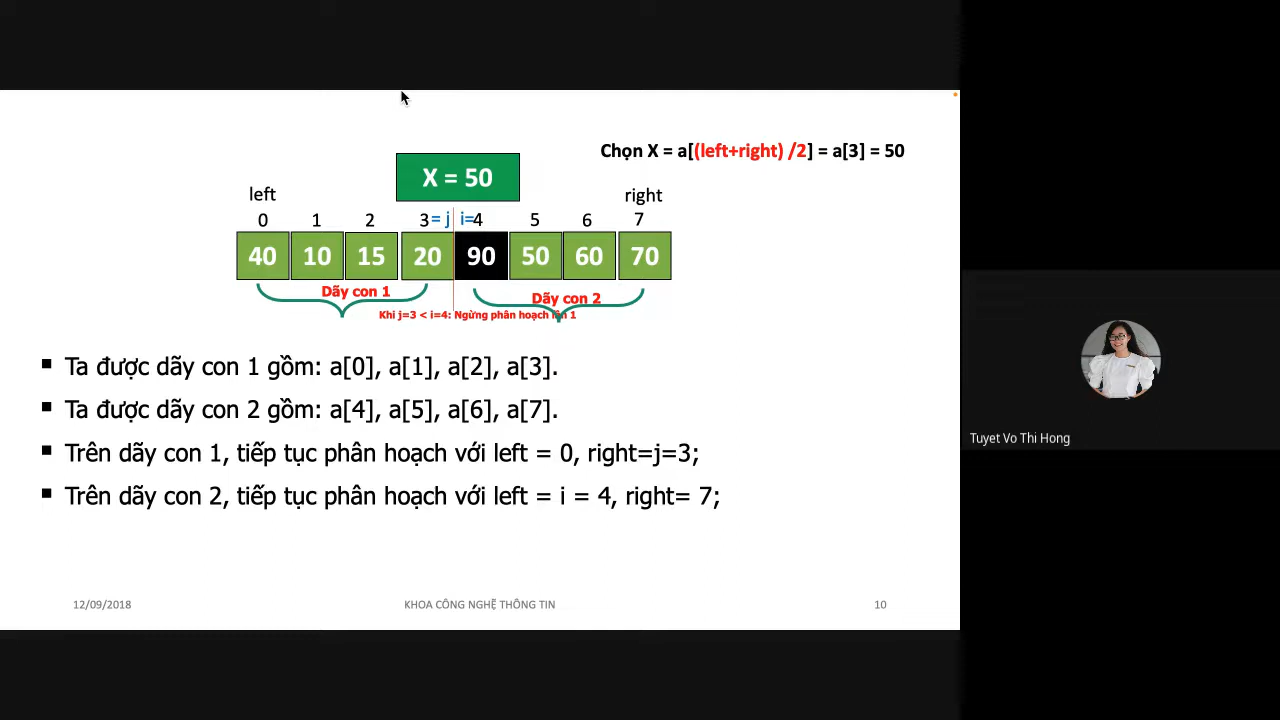 Chọn X = a[(left+right) /2] = a[3] = 50
X = 50
left right
0 1 2 3 = j i=4 5 6 7
40 10 15 20 90 50 60 70
Dãy con 1 Dãy con 2
Khi j=3 < i=4: Ngừng phân hoạch lần 1
▪ Ta được dãy con 1 gồm: a[0], a[1], a[2], a[3].
▪ Ta được dãy con 2 gồm: a[4], a[5], a[6], a[7].
▪ Trên dãy con 1, tiếp tục phân hoạch với left = 0, right=j=3;
▪ Trên dãy con 2, tiếp tục phân hoạch với left = i = 4, right= 7;
12/09/2018 KHOA CÔNG NGHỆ THÔNG TIN 10
Tuyet Vo Thi Hong